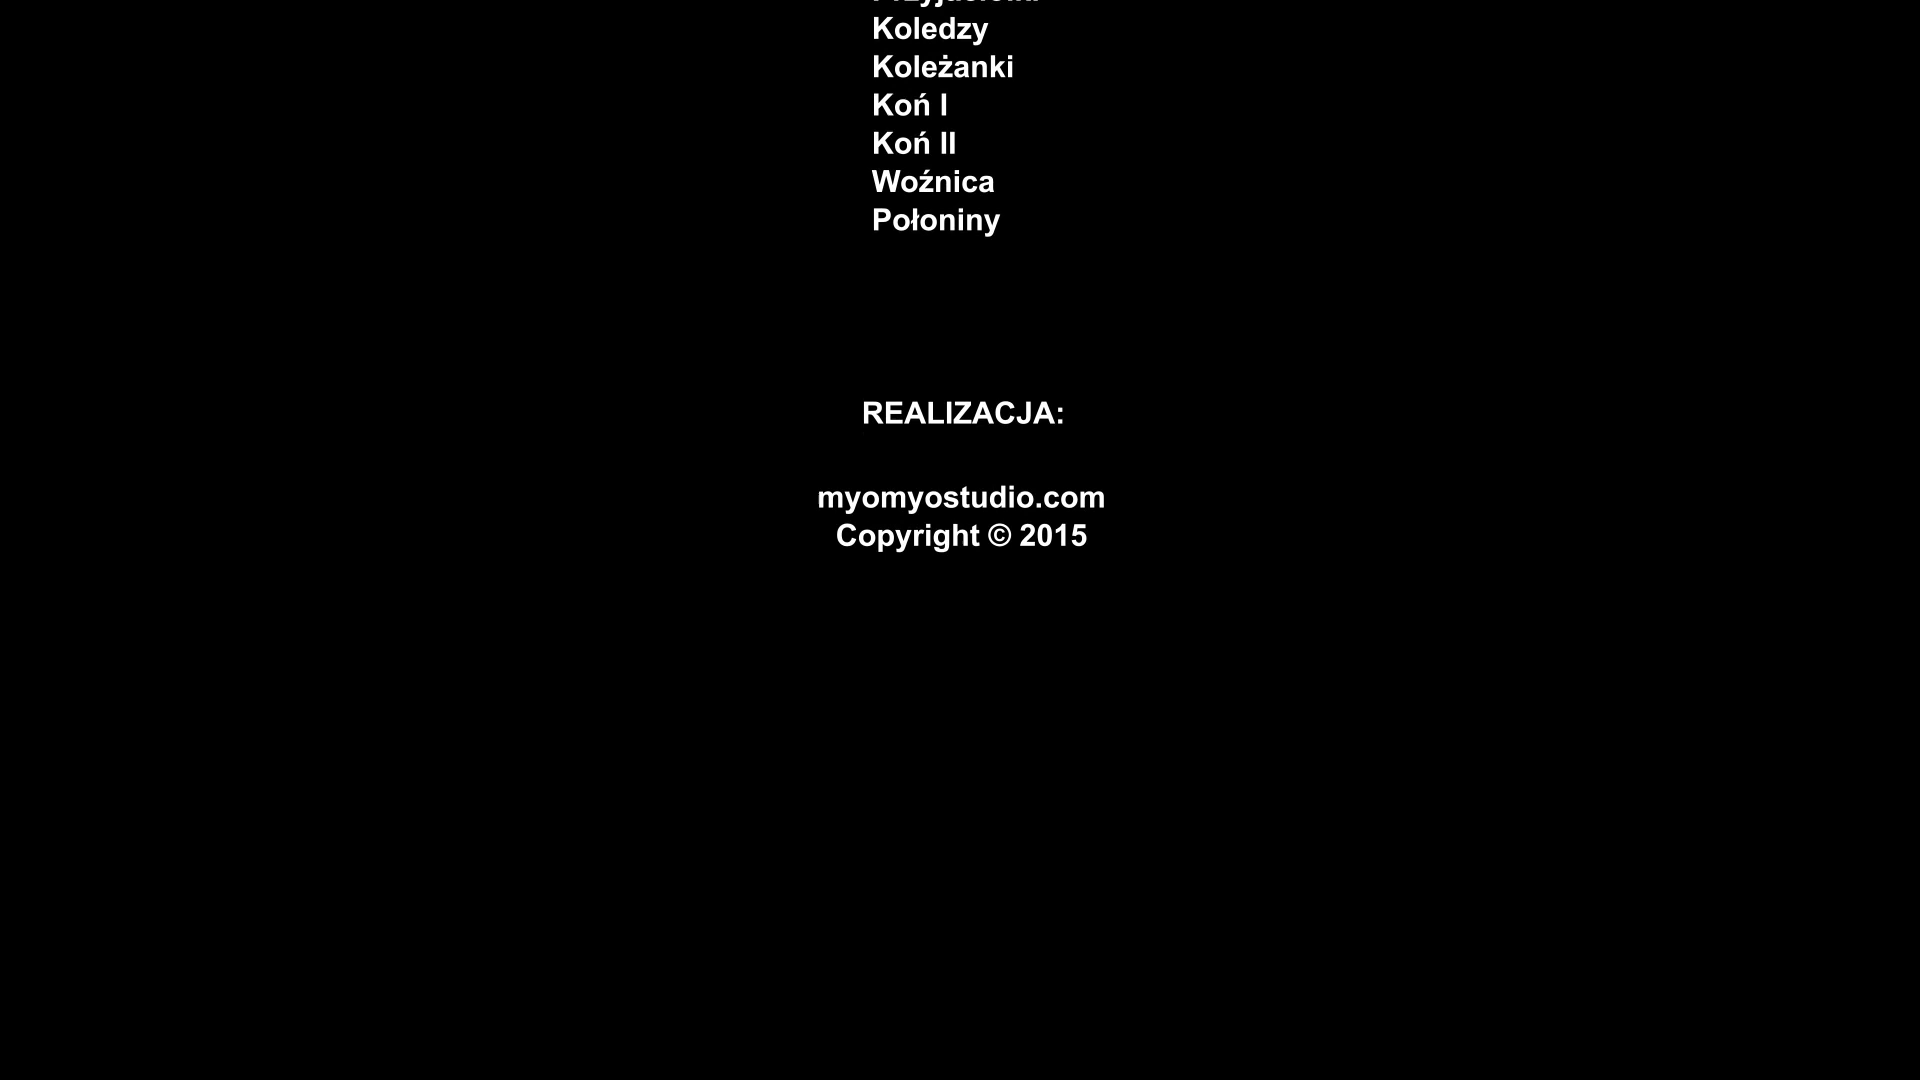 Koledzy
Koleżanki
Koń I
Koń II
Woźnica
Połoniny
REALIZACJA:
myomyostudio.com
Copyright © 2015